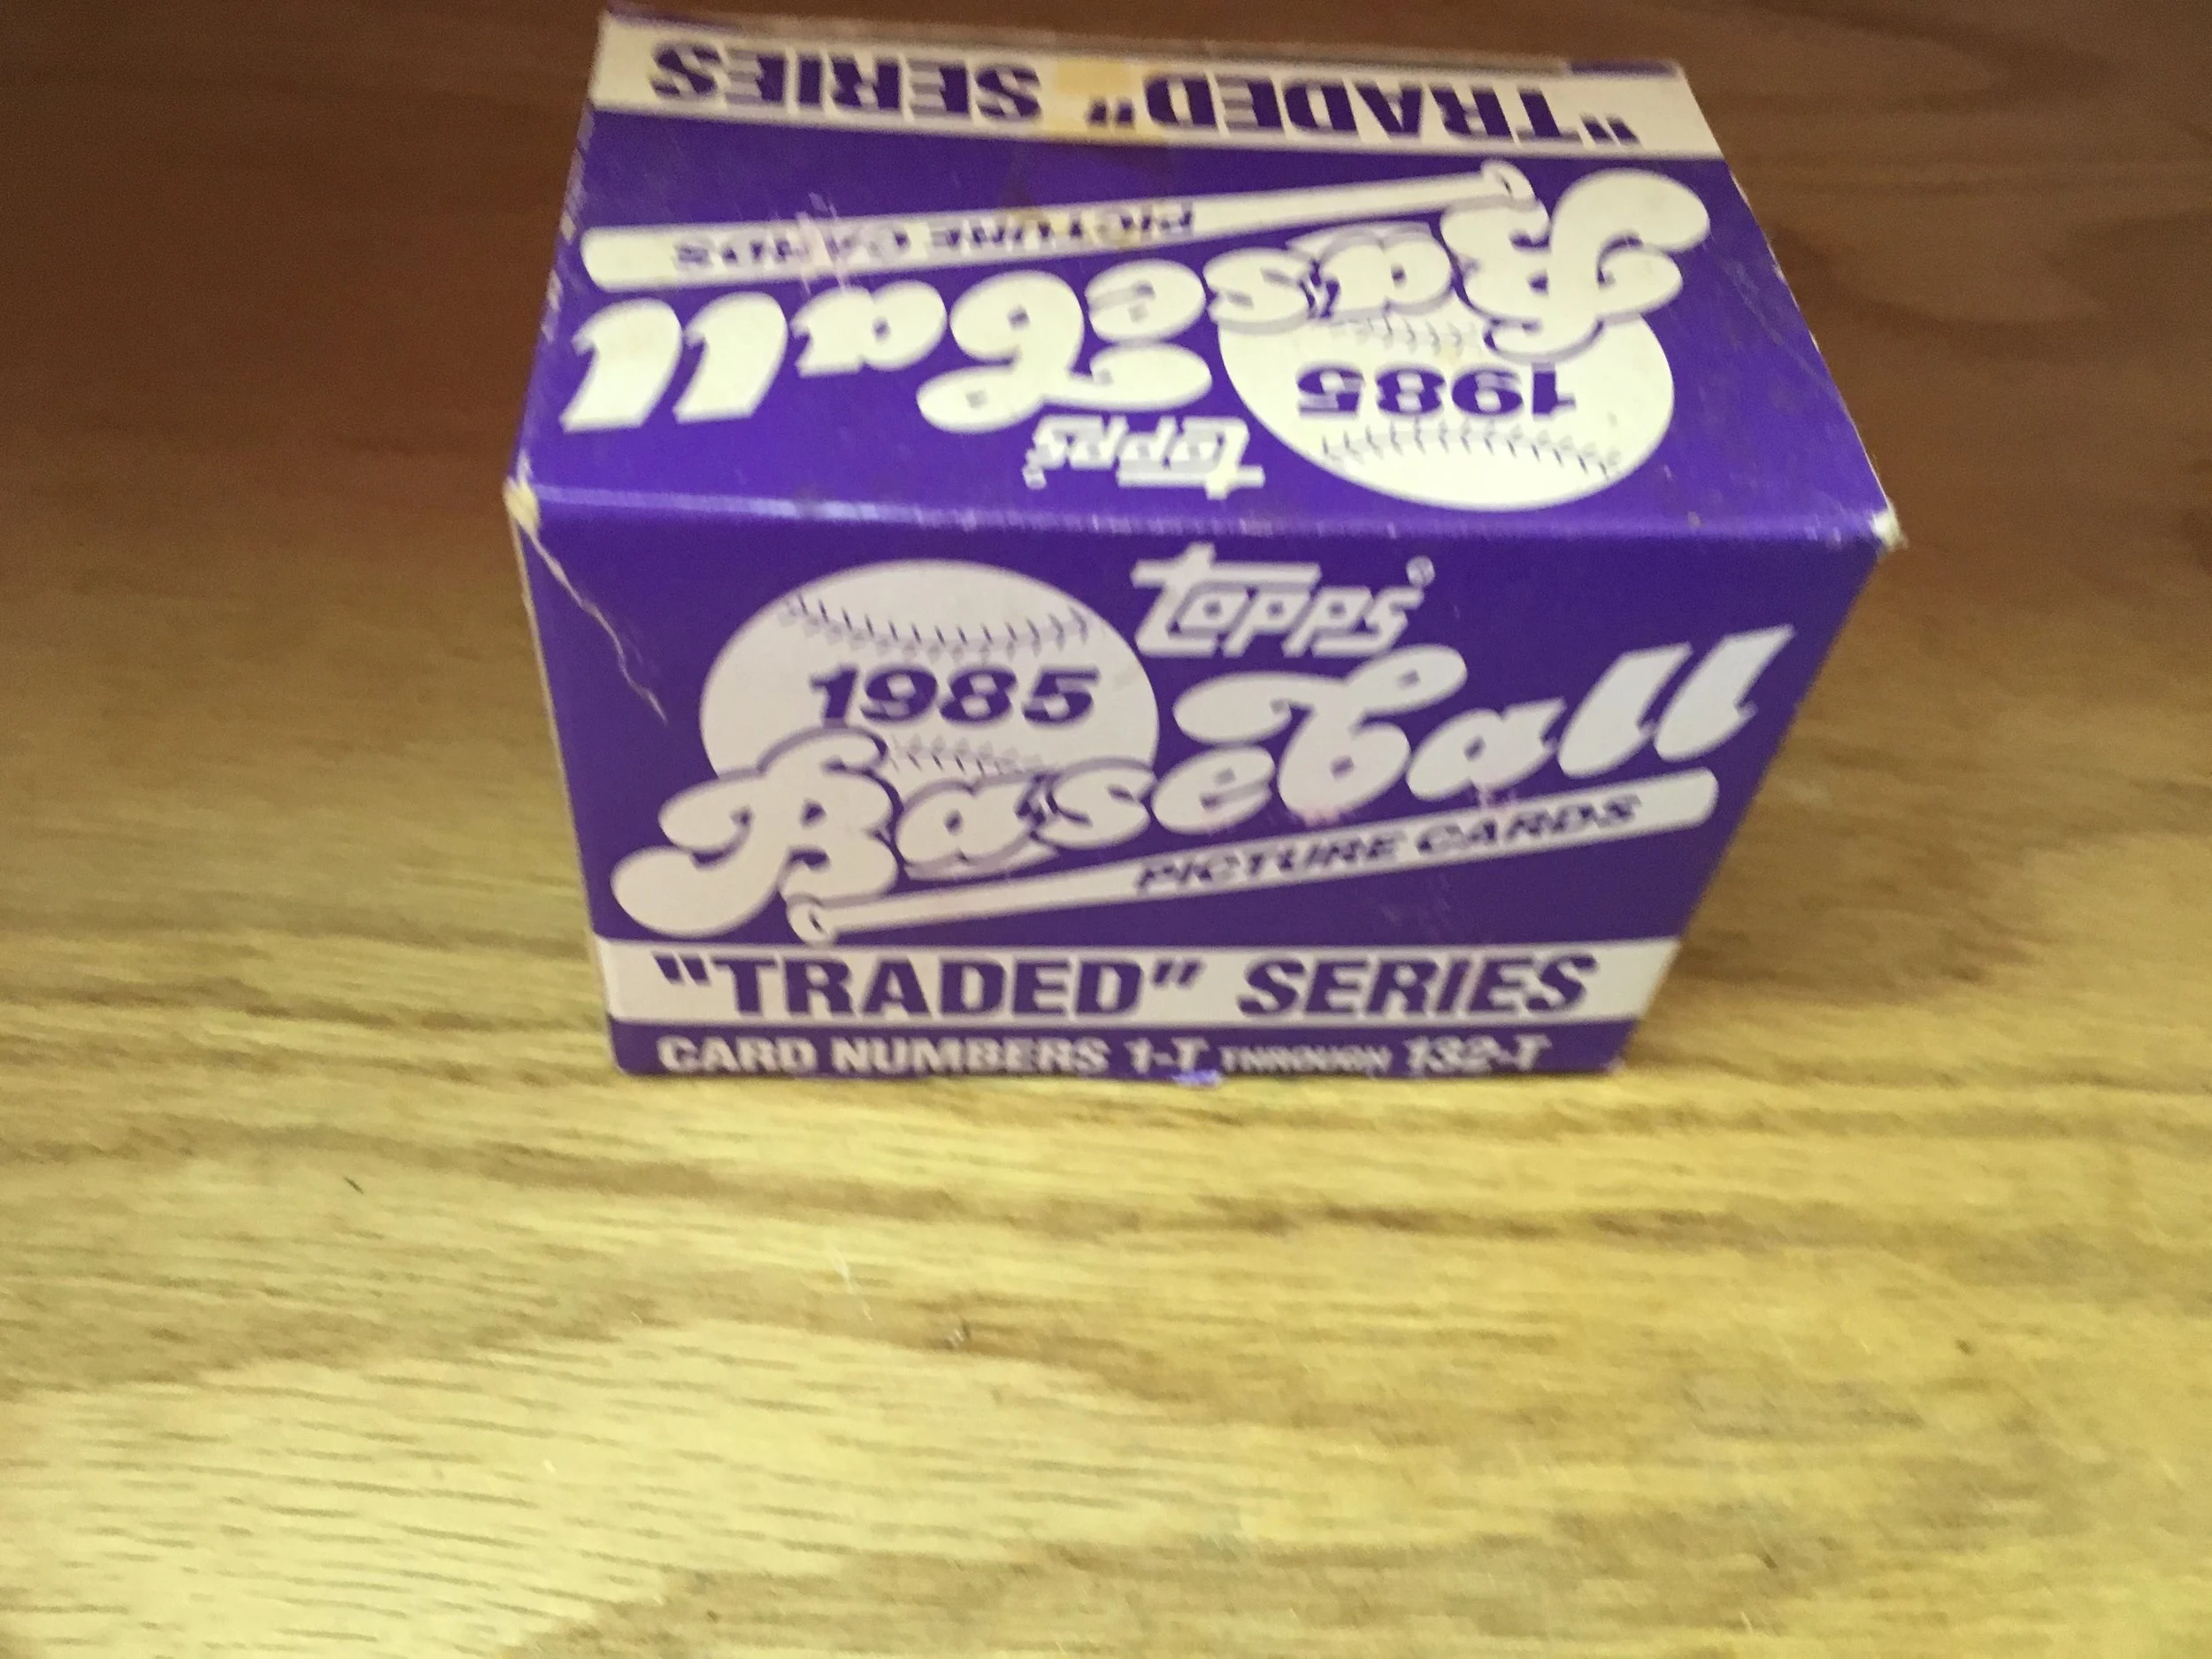 "TRADED" SERIES
PICTURE CARDS
BaseBall
1985
Topps
Topps®
1985
BaseBall
PICTURE CARDS
"TRADED" SERIES
CARD NUMBERS 1-T THROUGH 132-T